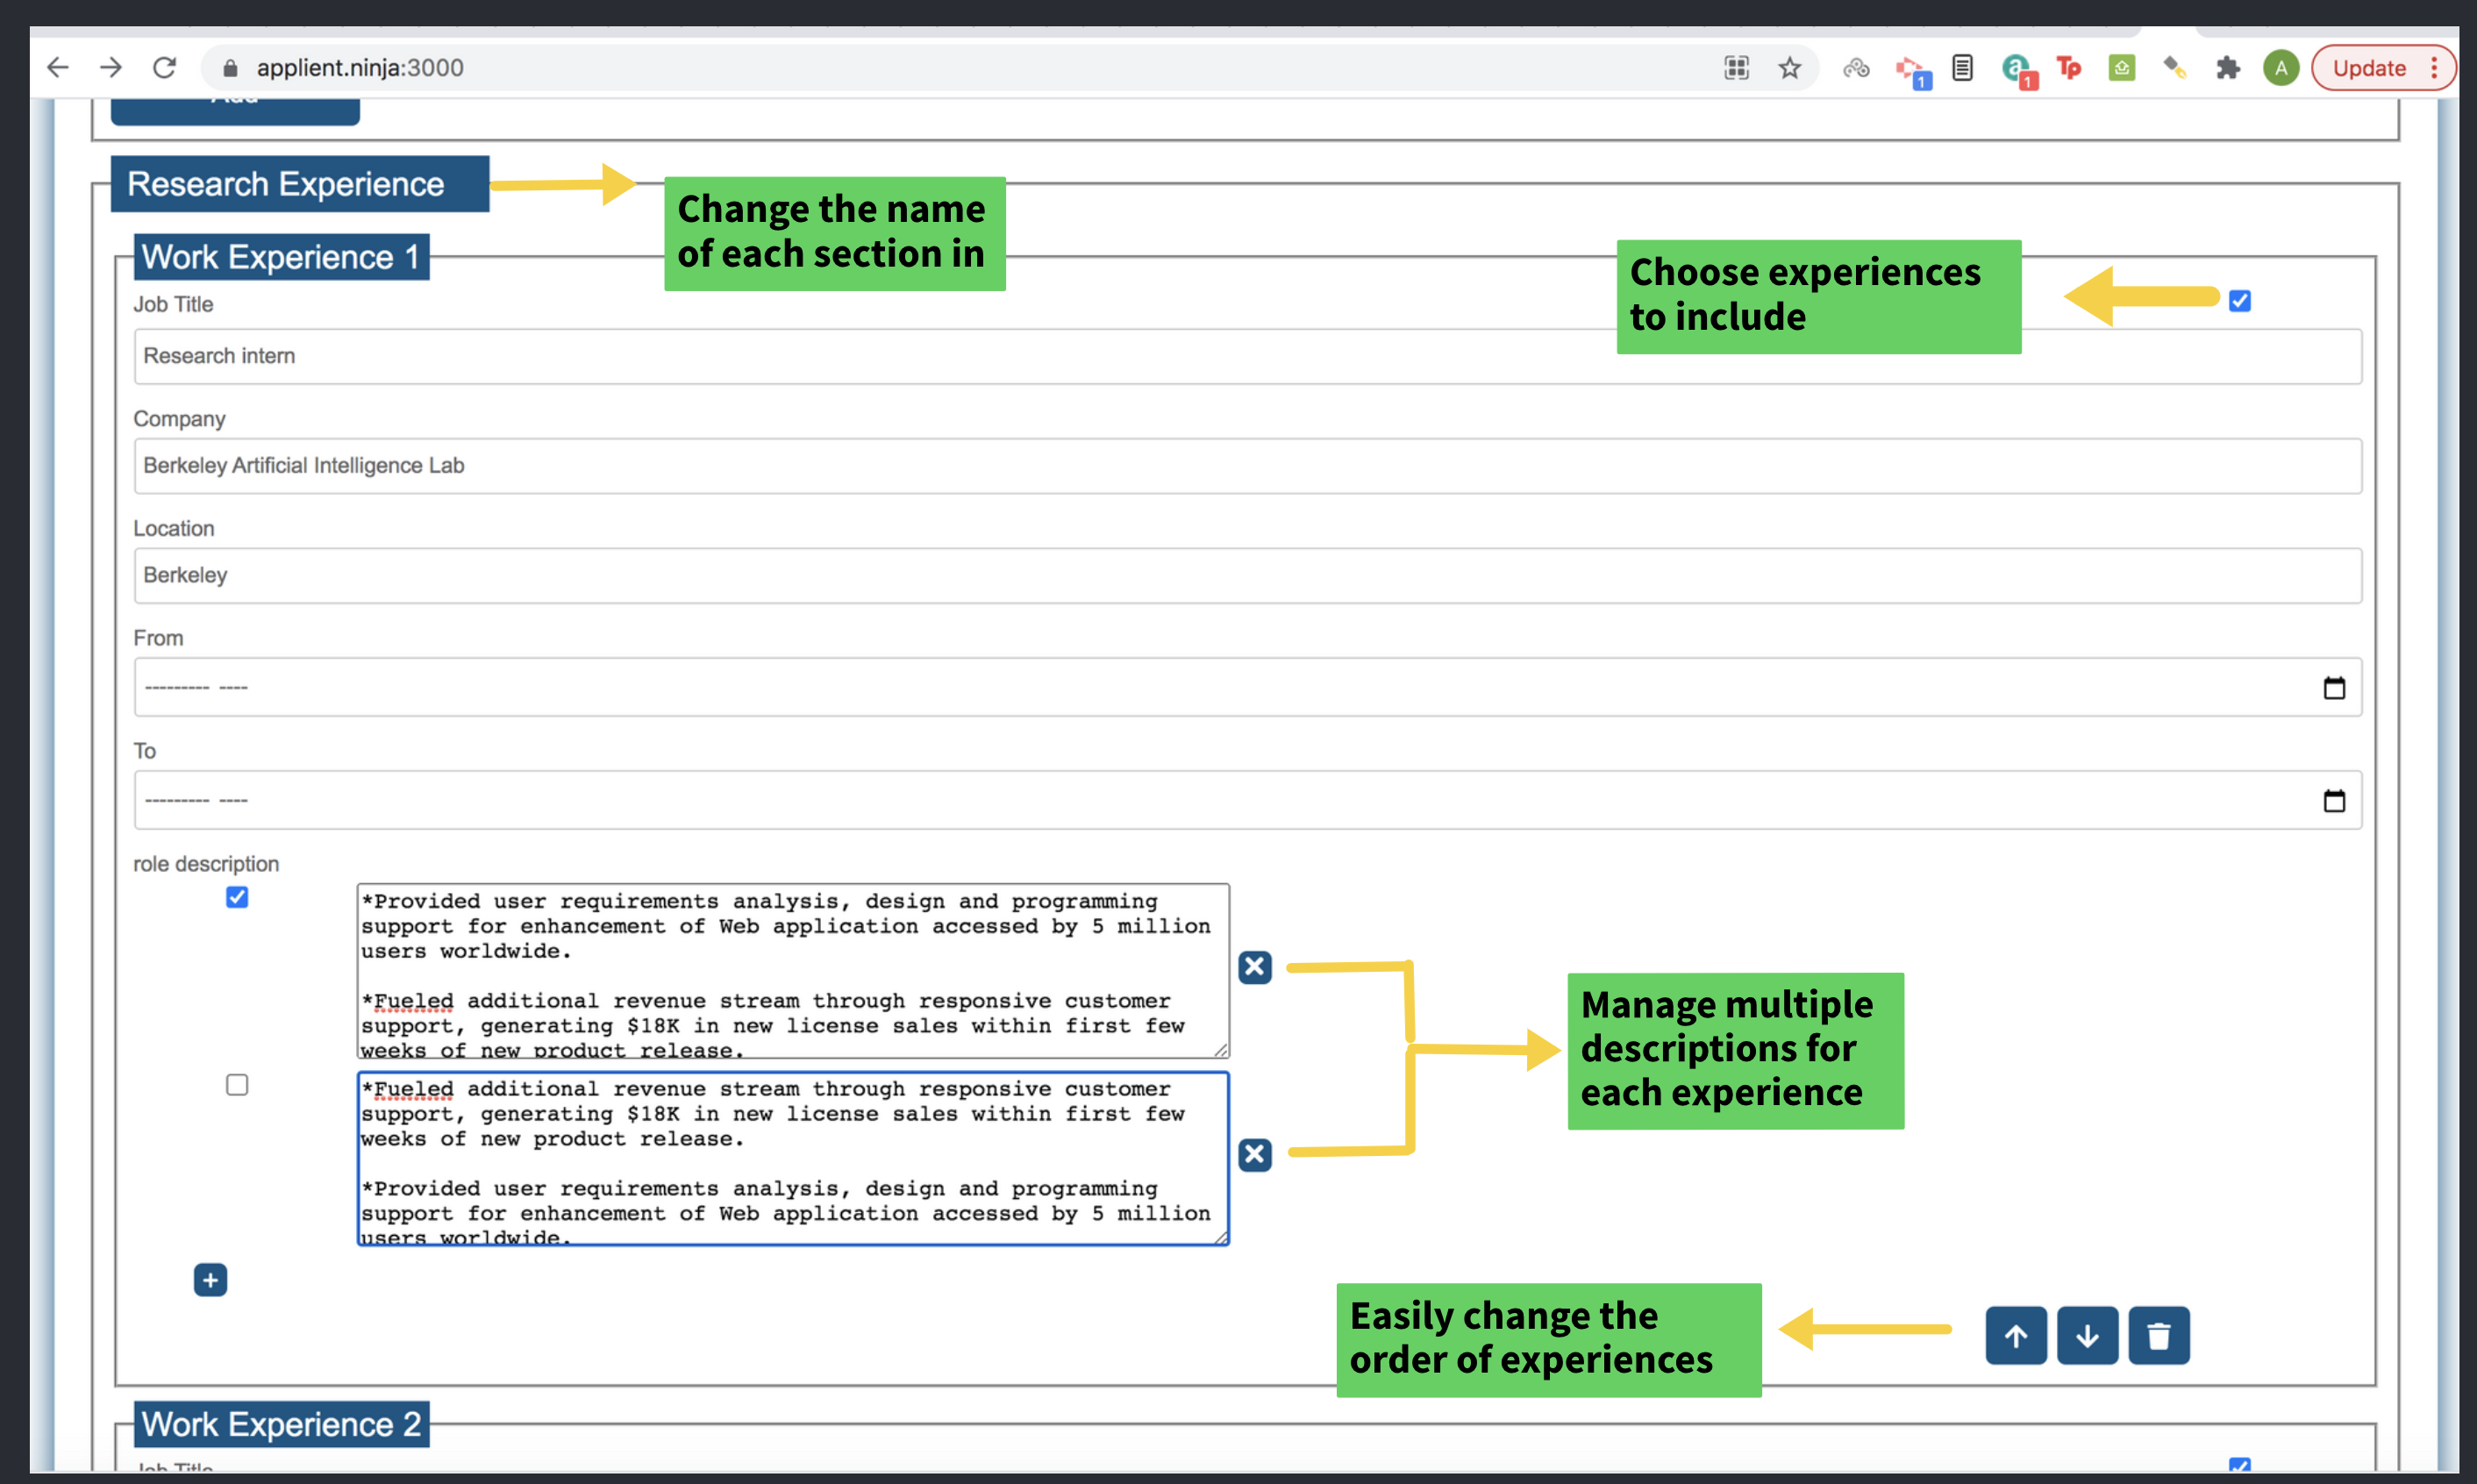 applient.ninja:3000
1
a
1
Tp
A
Update
Add
Research Experience
Change the name
of each section in
Work Experience 1
Choose experiences
to include
Job Title
Research intern
Company
Berkeley Artificial Intelligence Lab
Location
Berkeley
From
--------- ----
To
--------- ----
role description
*Provided user requirements analysis, design and programming
support for enhancement of Web application accessed by 5 million
users worldwide.
*Fueled additional revenue stream through responsive customer
support, generating $18K in new license sales within first few
weeks of new product release.
*Fueled additional revenue stream through responsive customer
support, generating $18K in new license sales within first few
weeks of new product release.
*Provided user requirements analysis, design and programming
support for enhancement of Web application accessed by 5 million
users worldwide.
Manage multiple
descriptions for
each experience
Easily change the
order of experiences
Work Experience 2
Job Title